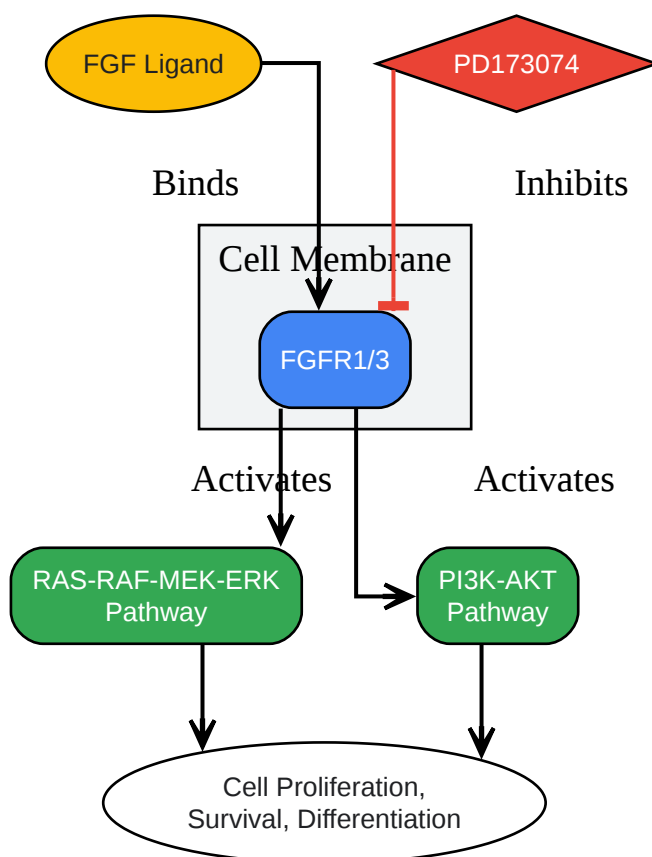 FGF Ligand
PD173074
Binds
Inhibits
Cell Membrane
FGFR1/3
Activates
Activates
RAS-RAF-MEK-ERK
Pathway
PI3K-AKT
Pathway
Cell Proliferation,
Survival, Differentiation